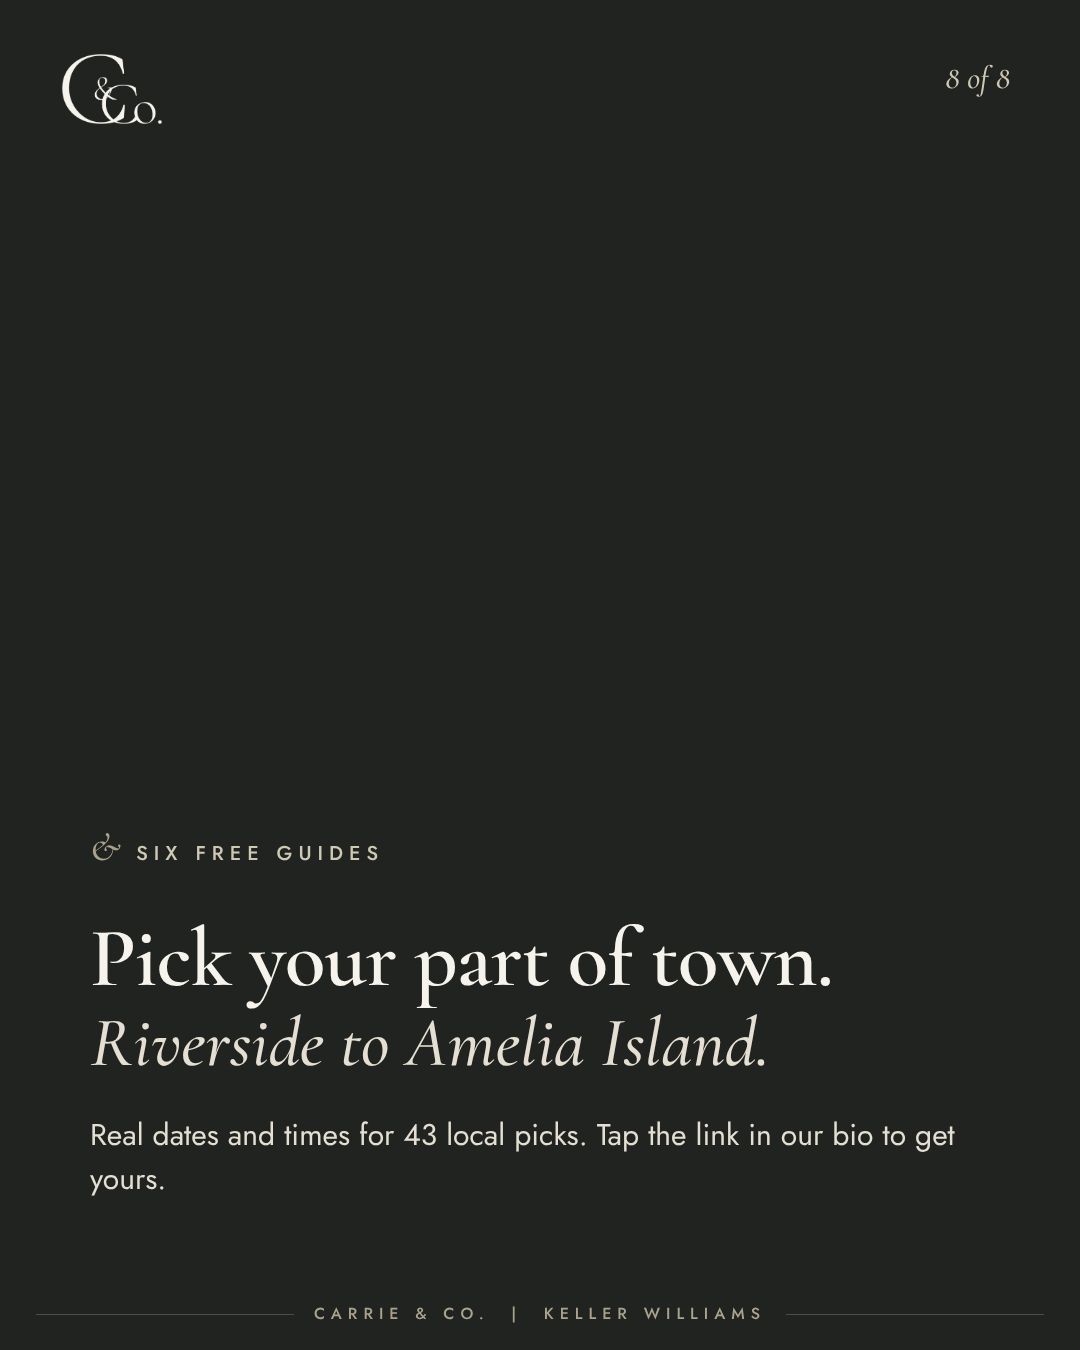 C&Co.
8 of 8
& SIX FREE GUIDES
Pick your part of town.
Riverside to Amelia Island.
Real dates and times for 43 local picks. Tap the link in our bio to get
yours.
CARRIE & CO. | KELLER WILLIAMS